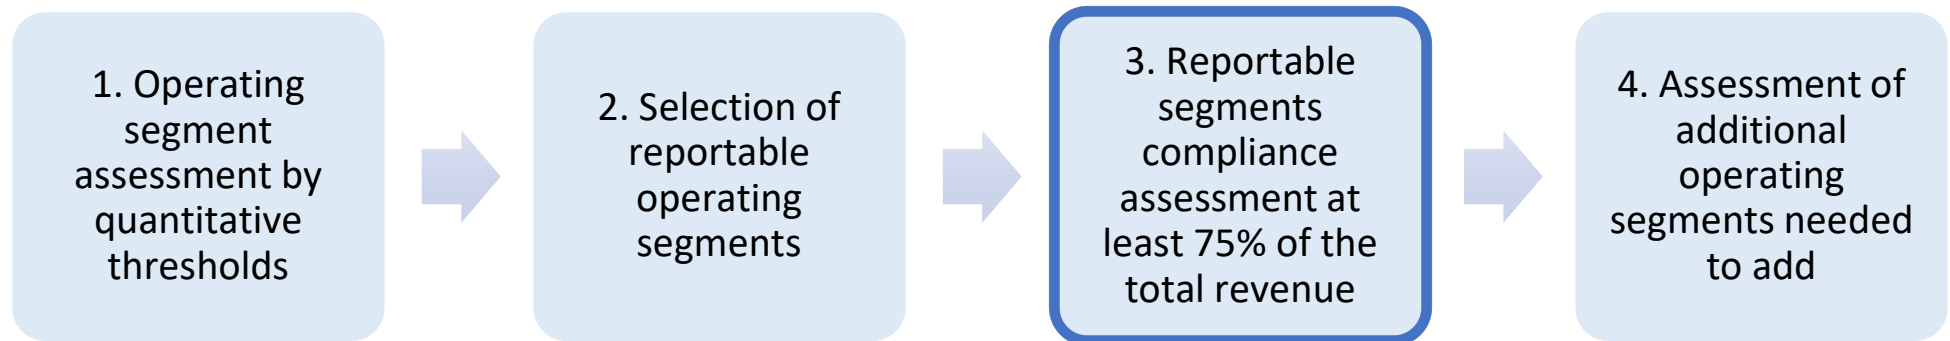 1. Operating
segment
assessment by
quantitative
thresholds
2. Selection of
reportable
operating
segments
3. Reportable
segments
compliance
assessment at
least 75% of the
total revenue
4. Assessment of
additional
operating
segments needed
to add